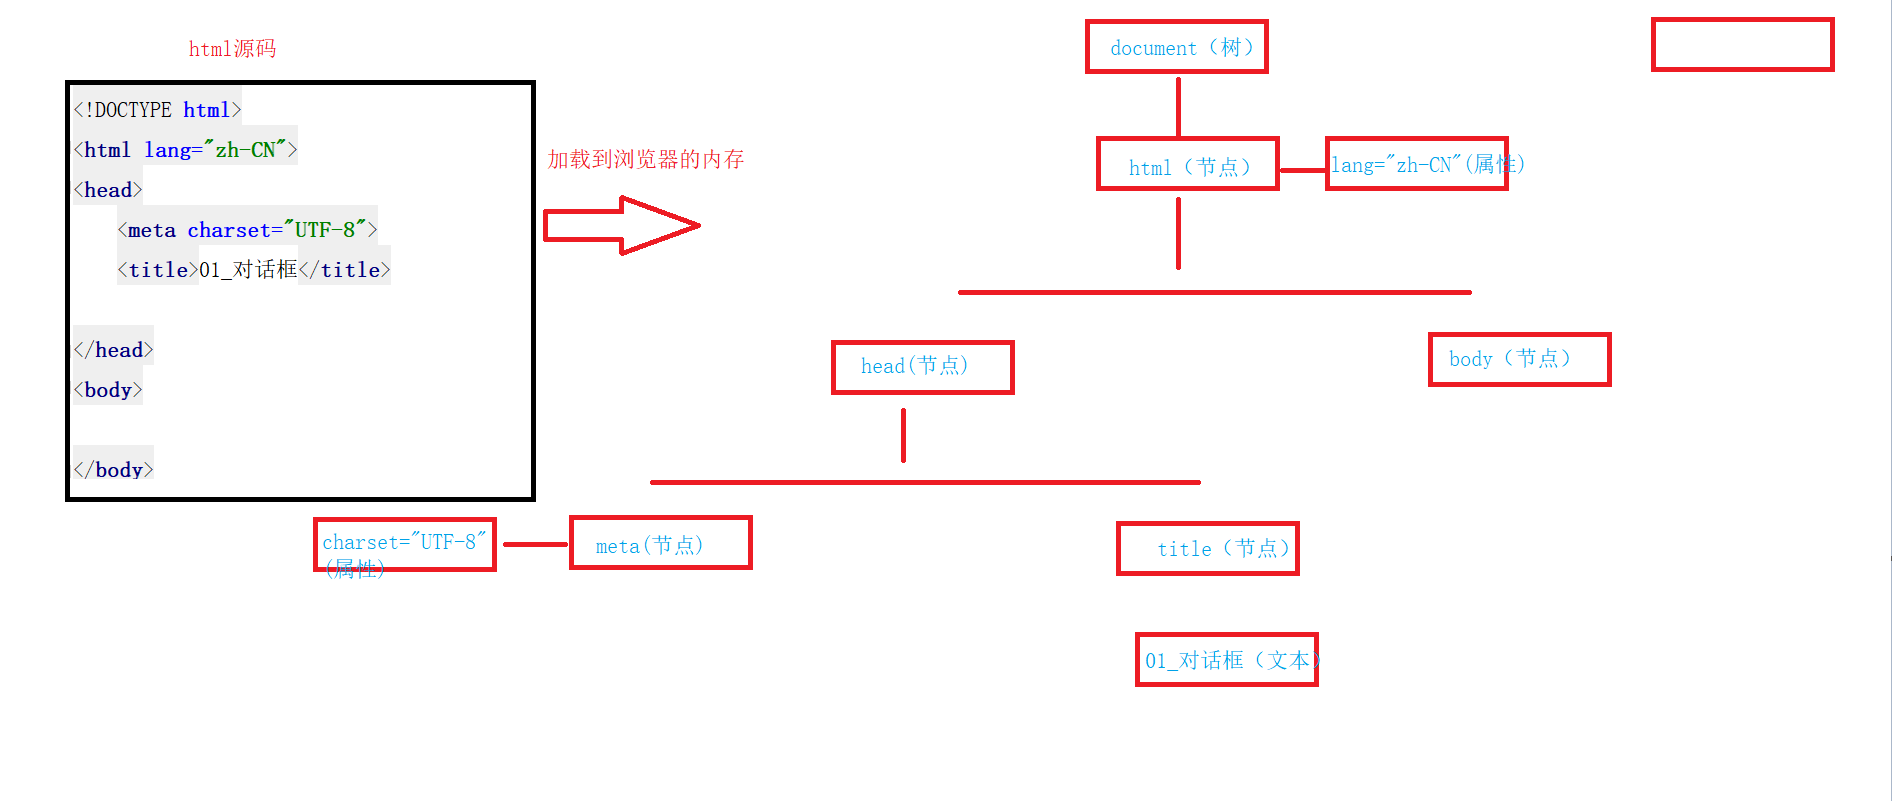 html源码
<!DOCTYPE html>
<html lang="zh-CN">
<head>
<meta charset="UTF-8">
<title>01_对话框</title>
</head>
<body>
</body>
加载到浏览器的内存
document（树）
html（节点）
lang="zh-CN"(属性)
head(节点)
body（节点）
charset="UTF-8"
(属性)
meta(节点)
title（节点）
01_对话框（文本）